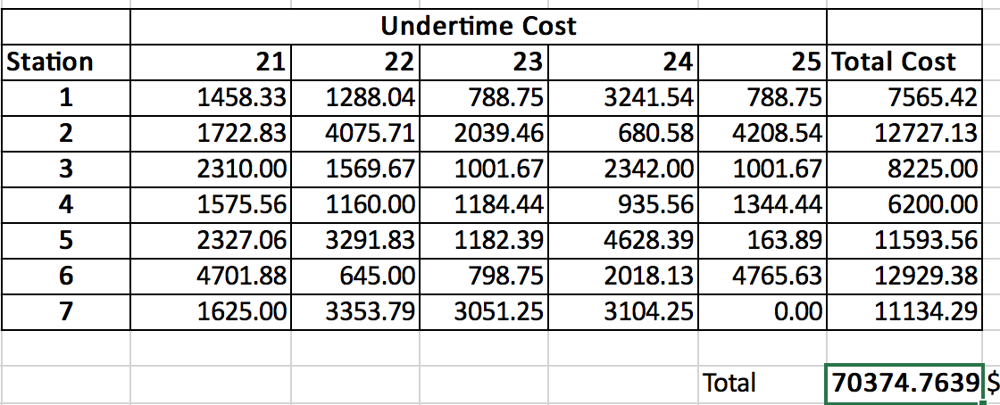 Undertime Cost
Station 21 22 23 24 25 Total Cost
1 1458.33 1288.04 788.75 3241.54 788.75 7565.42
2 1722.83 4075.71 2039.46 680.58 4208.54 12727.13
3 2310.00 1569.67 1001.67 2342.00 1001.67 8225.00
4 1575.56 1160.00 1184.44 935.56 1344.44 6200.00
5 2327.06 3291.83 1182.39 4628.39 163.89 11593.56
6 4701.88 645.00 798.75 2018.13 4765.63 12929.38
7 1625.00 3353.79 3051.25 3104.25 0.00 11134.29
Total 70374.7639 $